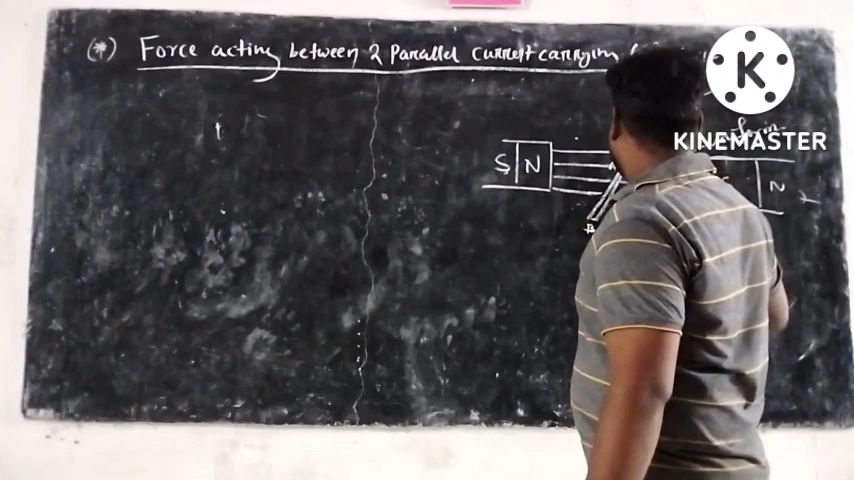 (*) Force acting between 2 Parallel current carrying
K
KINEMASTER
S N
N
B